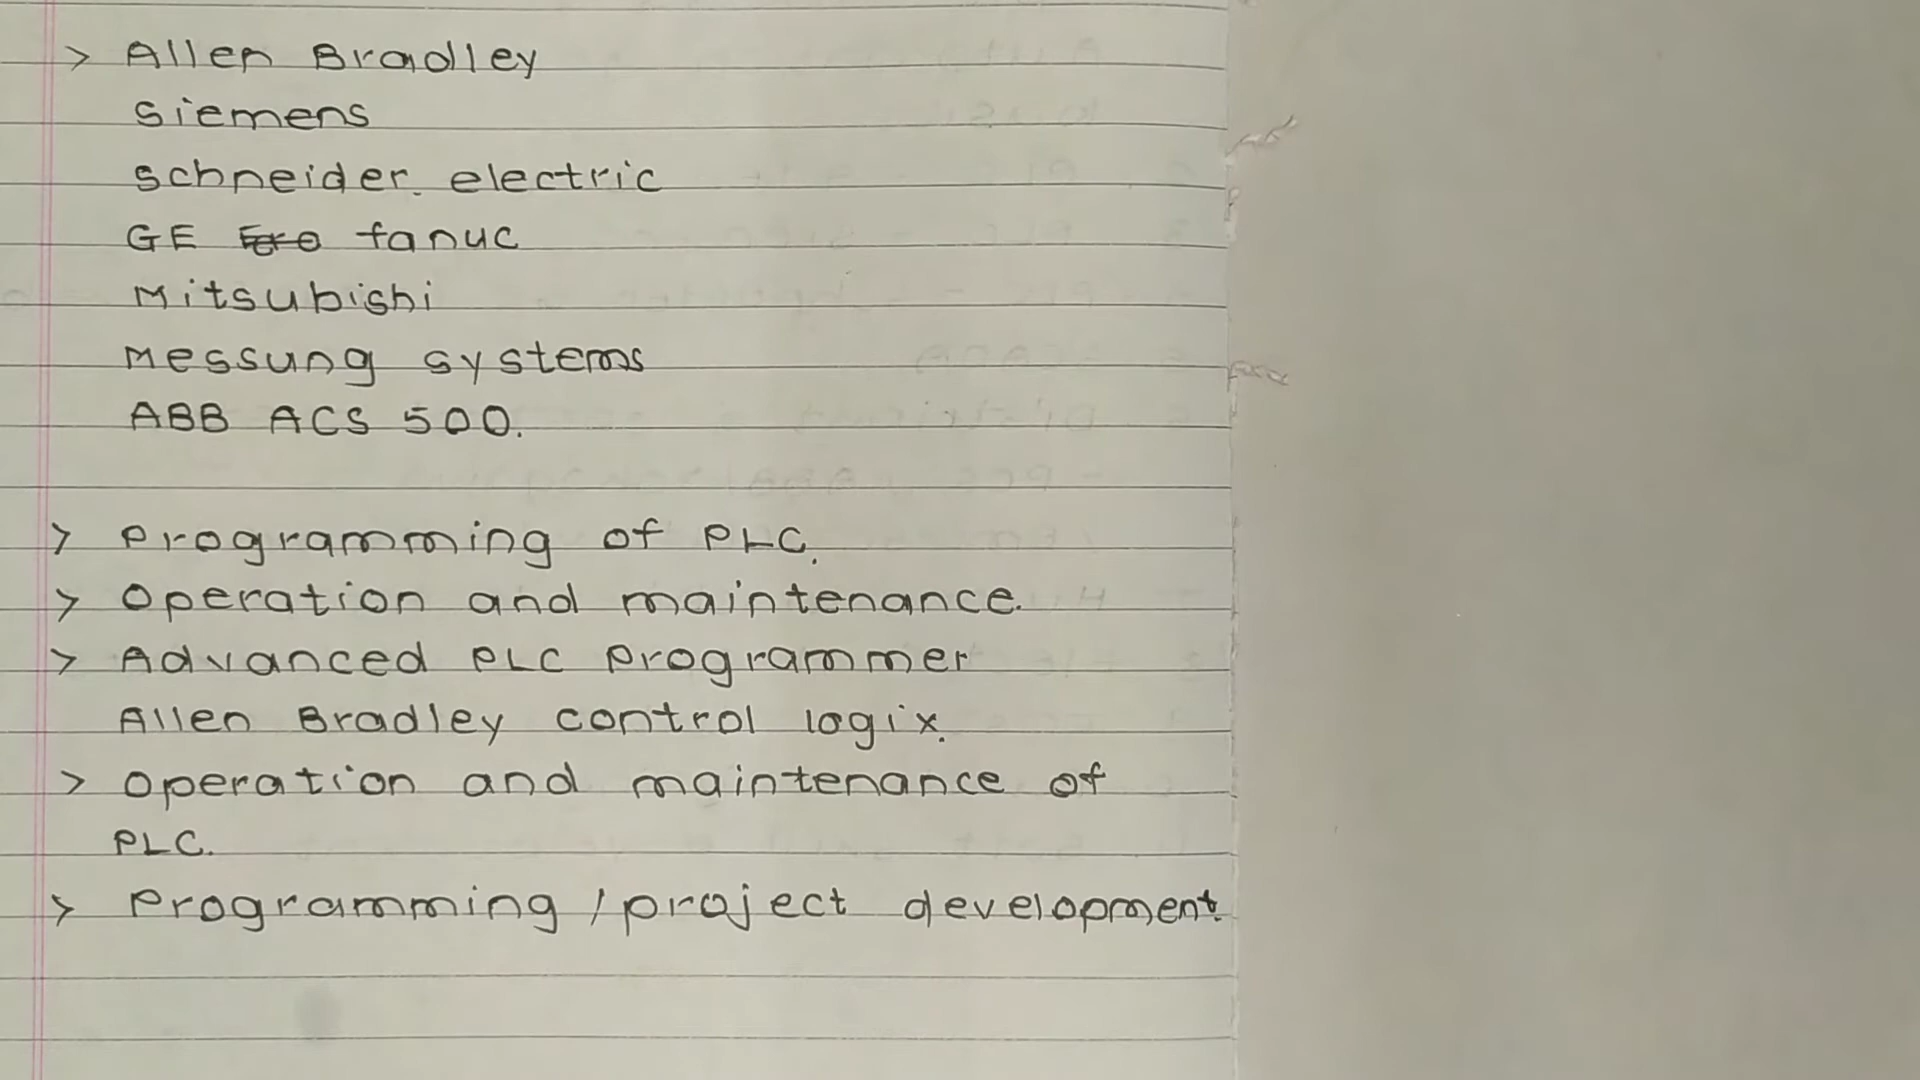 > Allen Bradley
Siemens
schneider. electric
GE fanuc
Mitsubishi
Messung systems
ABB ACS 500.
> Programming of PLC.
> Operation and maintenance.
> Advanced PLC Programmer
Allen Bradley control logix.
> Operation and maintenance of
PLC.
> Programming / project development.